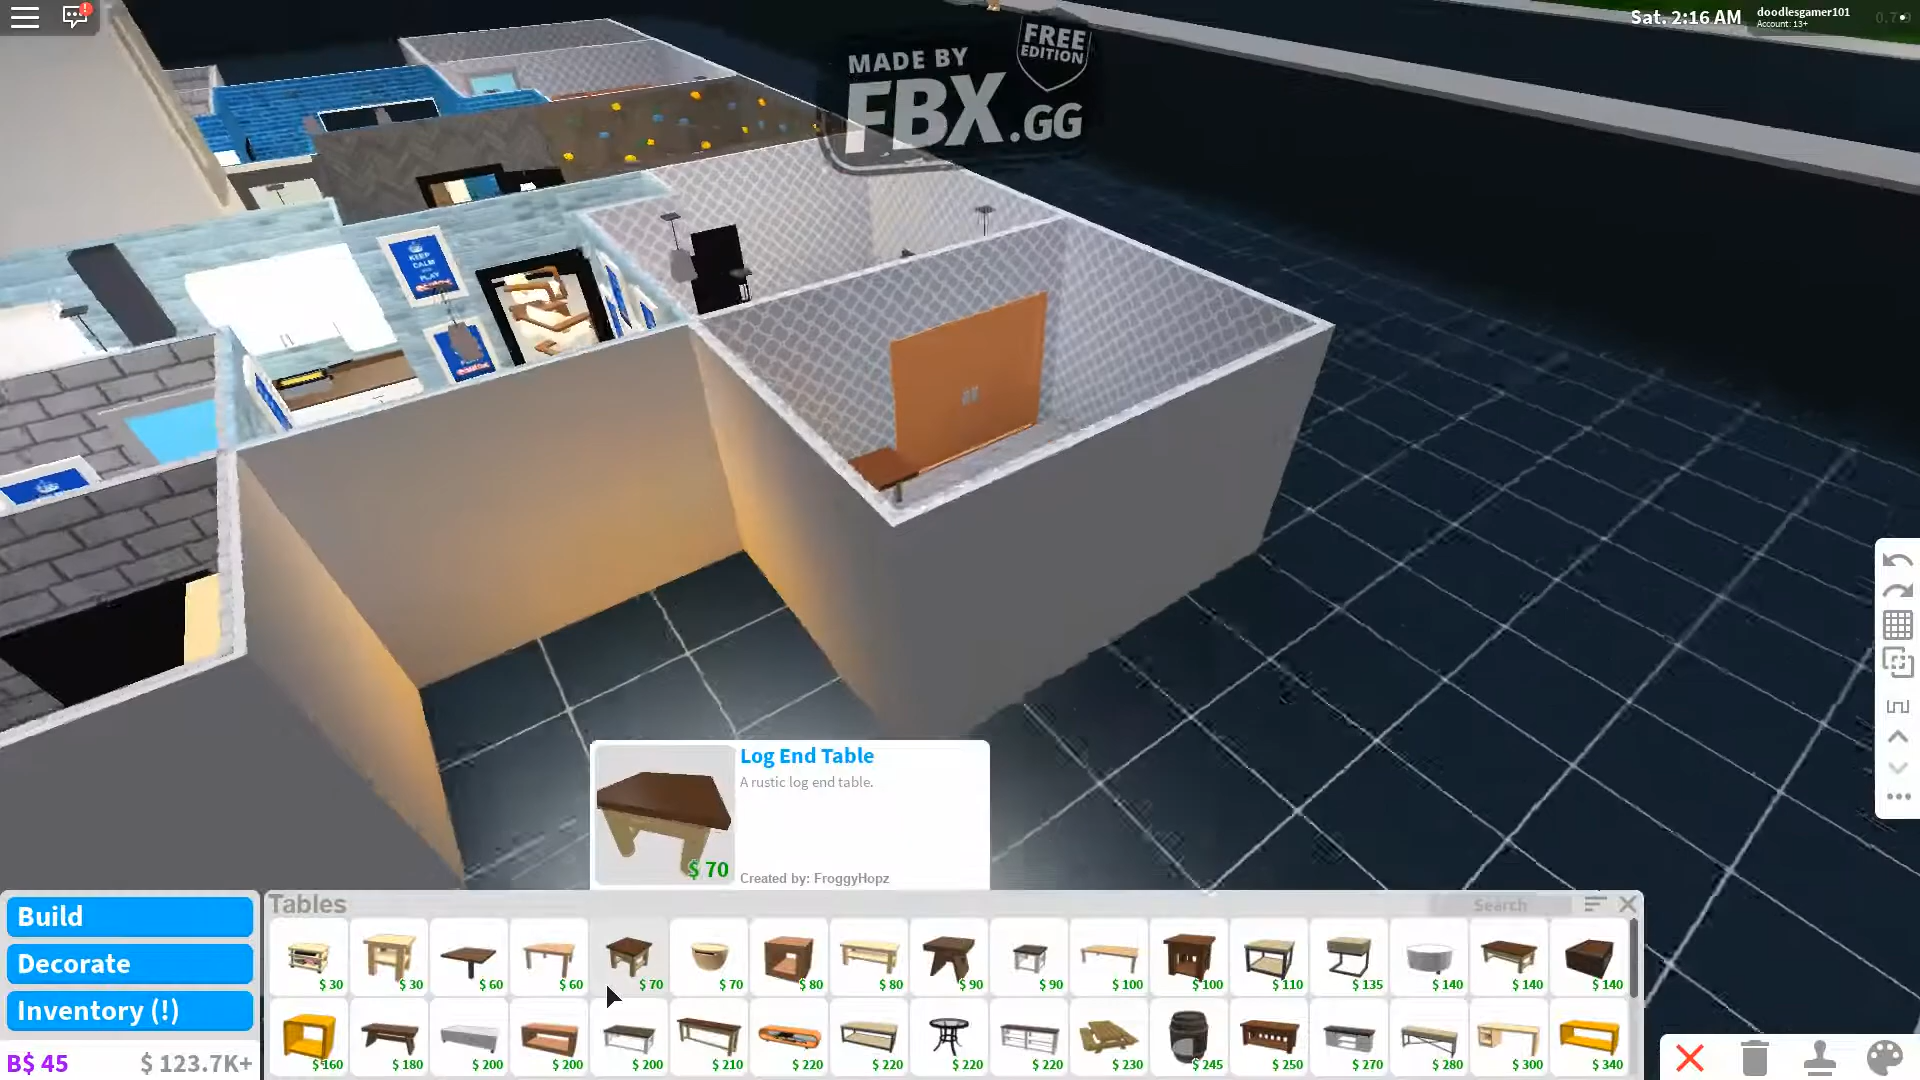 Sat. 2:16 AM
doodlesgamer101
Account: 13+
MADE BY
FBX.GG
FREE
EDITION
KEEP
CALM
PLAY
Log End Table
A rustic log end table.
$ 70
Created by: FroggyHopz
Build
Decorate
Inventory (!)
B$ 45
$ 123.7K+
Tables
Search
$ 30
$ 30
$ 60
$ 60
$ 70
$ 70
$ 80
$ 80
$ 90
$ 90
$ 100
$ 100
$ 110
$ 135
$ 140
$ 140
$ 140
$ 160
$ 180
$ 200
$ 200
$ 200
$ 210
$ 220
$ 220
$ 220
$ 220
$ 230
$ 245
$ 250
$ 270
$ 280
$ 300
$ 340